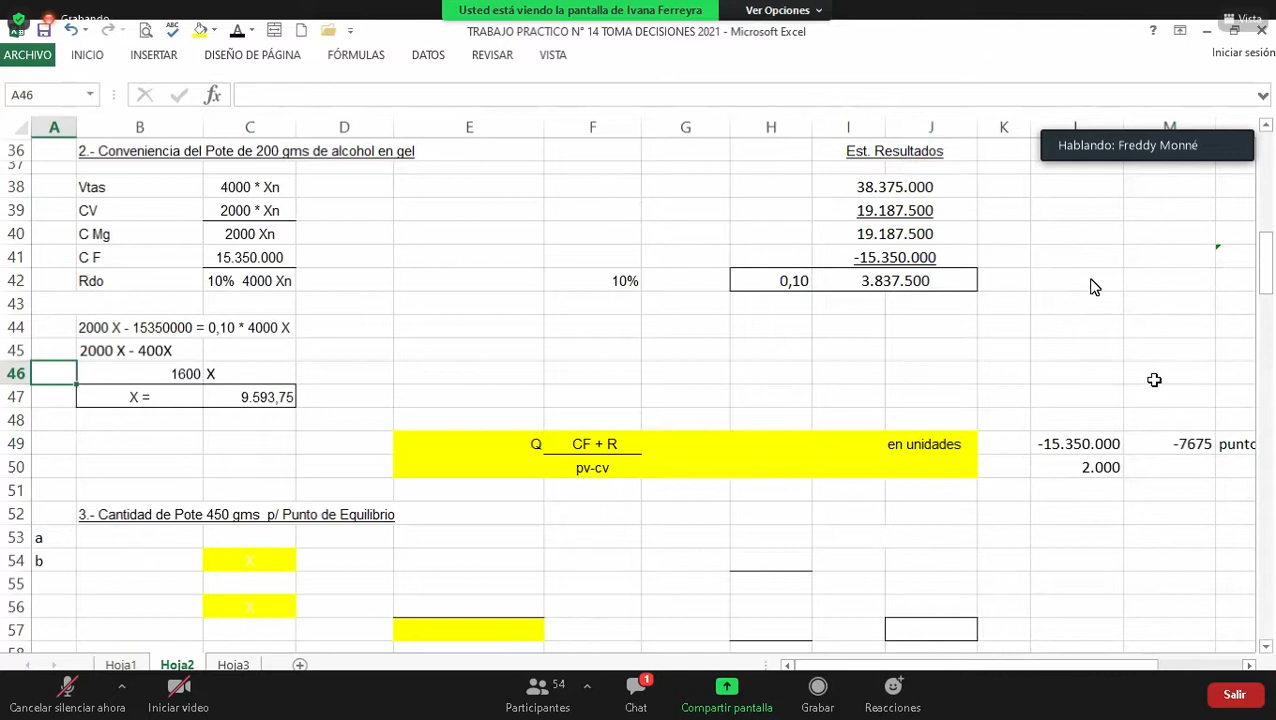 Grabando
Usted está viendo la pantalla de Ivana Ferreyra
Ver Opciones
Vista
TRABAJO PRACTICO N° 14 TOMA DECISIONES 2021 - Microsoft Excel
ARCHIVO INICIO INSERTAR DISEÑO DE PÁGINA FÓRMULAS DATOS REVISAR VISTA Iniciar sesión
A46 fx
A B C D E F G H I J K L M
Hablando: Freddy Monné
36 2.- Conveniencia del Pote de 200 gms de alcohol en gel Est. Resultados
37
38 Vtas 4000 * Xn 38.375.000
39 CV 2000 * Xn 19.187.500
40 C Mg 2000 Xn 19.187.500
41 C F 15.350.000 -15.350.000
42 Rdo 10% 4000 Xn 10% 0,10 3.837.500
43
44 2000 X - 15350000 = 0,10 * 4000 X
45 2000 X - 400X
46 1600 X
47 X = 9.593,75
48
49 Q CF + R en unidades -15.350.000 -7675 punto
50 pv-cv 2.000
51
52 3.- Cantidad de Pote 450 gms p/ Punto de Equilibrio
53 a
54 b X
55
56 X
57
Hoja1 Hoja2 Hoja3
Cancelar silenciar ahora
Iniciar video
54
Participantes
1
Chat
Compartir pantalla
Grabar
Reacciones
Salir